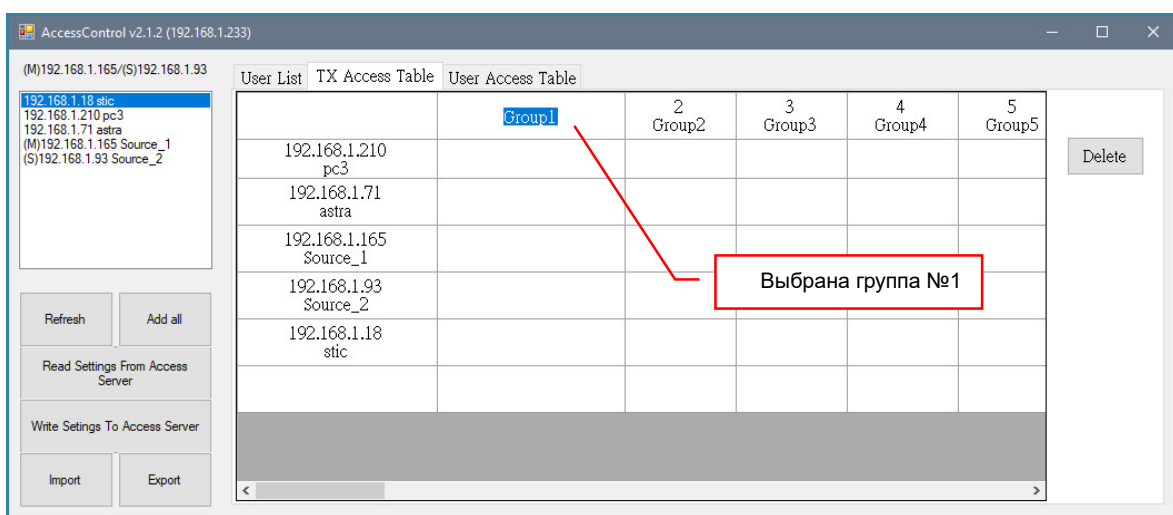 AccessControl v2.1.2 (192.168.1.233)
(M)192.168.1.165/(S)192.168.1.93
192.168.1.18 stic
192.168.1.210 pc3
192.168.1.71 astra
(M)192.168.1.165 Source_1
(S)192.168.1.93 Source_2
Refresh
Add all
Read Settings From Access
Server
Write Setings To Access Server
Import
Export
User List
TX Access Table
User Access Table
Group1
2
Group2
3
Group3
4
Group4
5
Group5
192.168.1.210
pc3
192.168.1.71
astra
192.168.1.165
Source_1
192.168.1.93
Source_2
192.168.1.18
stic
Выбрана группа №1
Delete